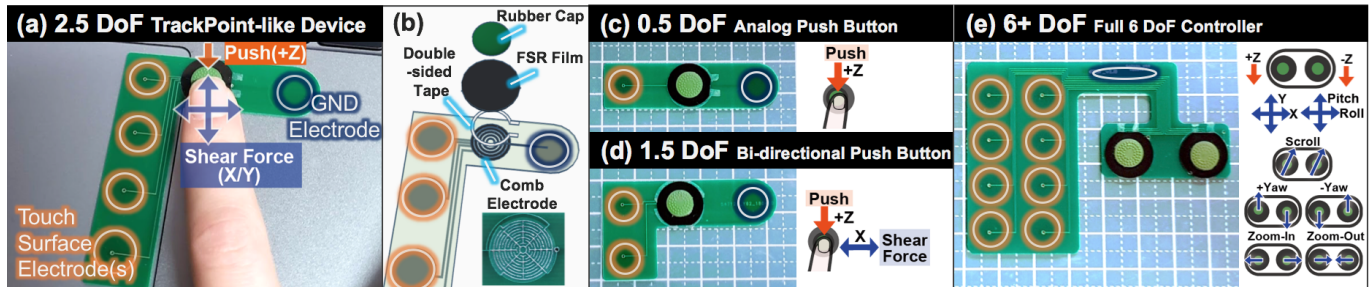 (a) 2.5 DoF TrackPoint-like Device
Push(+Z)
GND
Electrode
Shear Force
(X/Y)
Touch
Surface
Electrode(s)
(b)
Rubber Cap
Double
-sided
Tape
FSR Film
Comb
Electrode
(c) 0.5 DoF Analog Push Button
Push
+Z
(d) 1.5 DoF Bi-directional Push Button
Push
+Z
X
Shear
Force
(e) 6+ DoF Full 6 DoF Controller
+Z
-Z
Y
X
Pitch
Roll
Scroll
+Yaw
-Yaw
Zoom-In
Zoom-Out